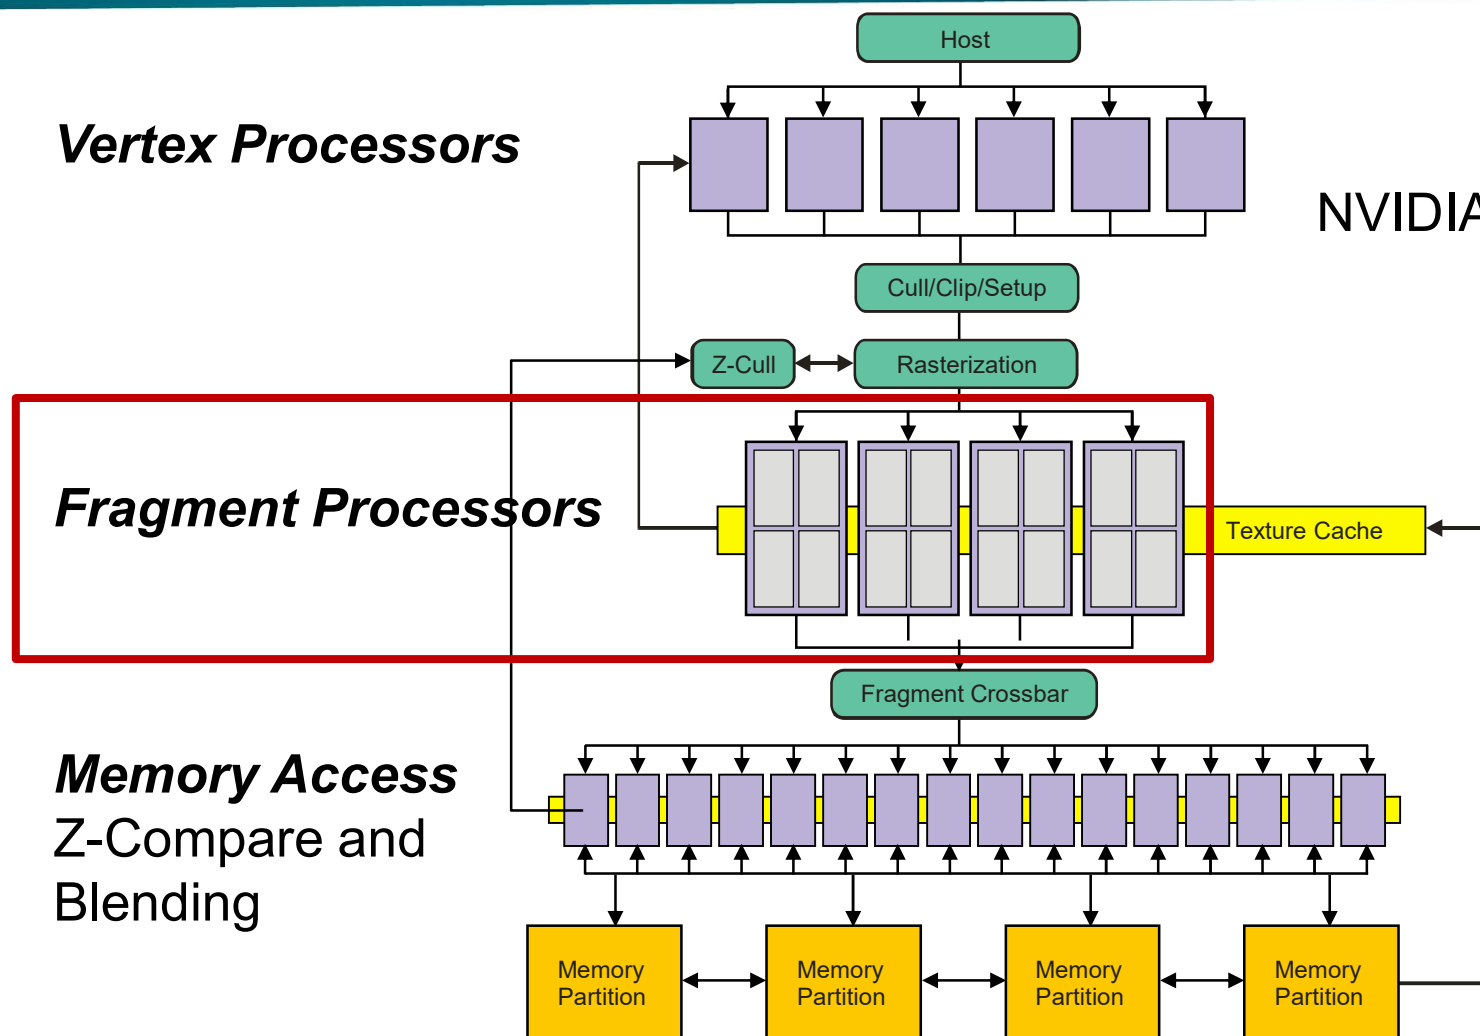 Host
Vertex Processors
NVIDIA
Cull/Clip/Setup
Z-Cull
Rasterization
Fragment Processors
Texture Cache
Fragment Crossbar
Memory Access
Z-Compare and
Blending
Memory
Partition
Memory
Partition
Memory
Partition
Memory
Partition